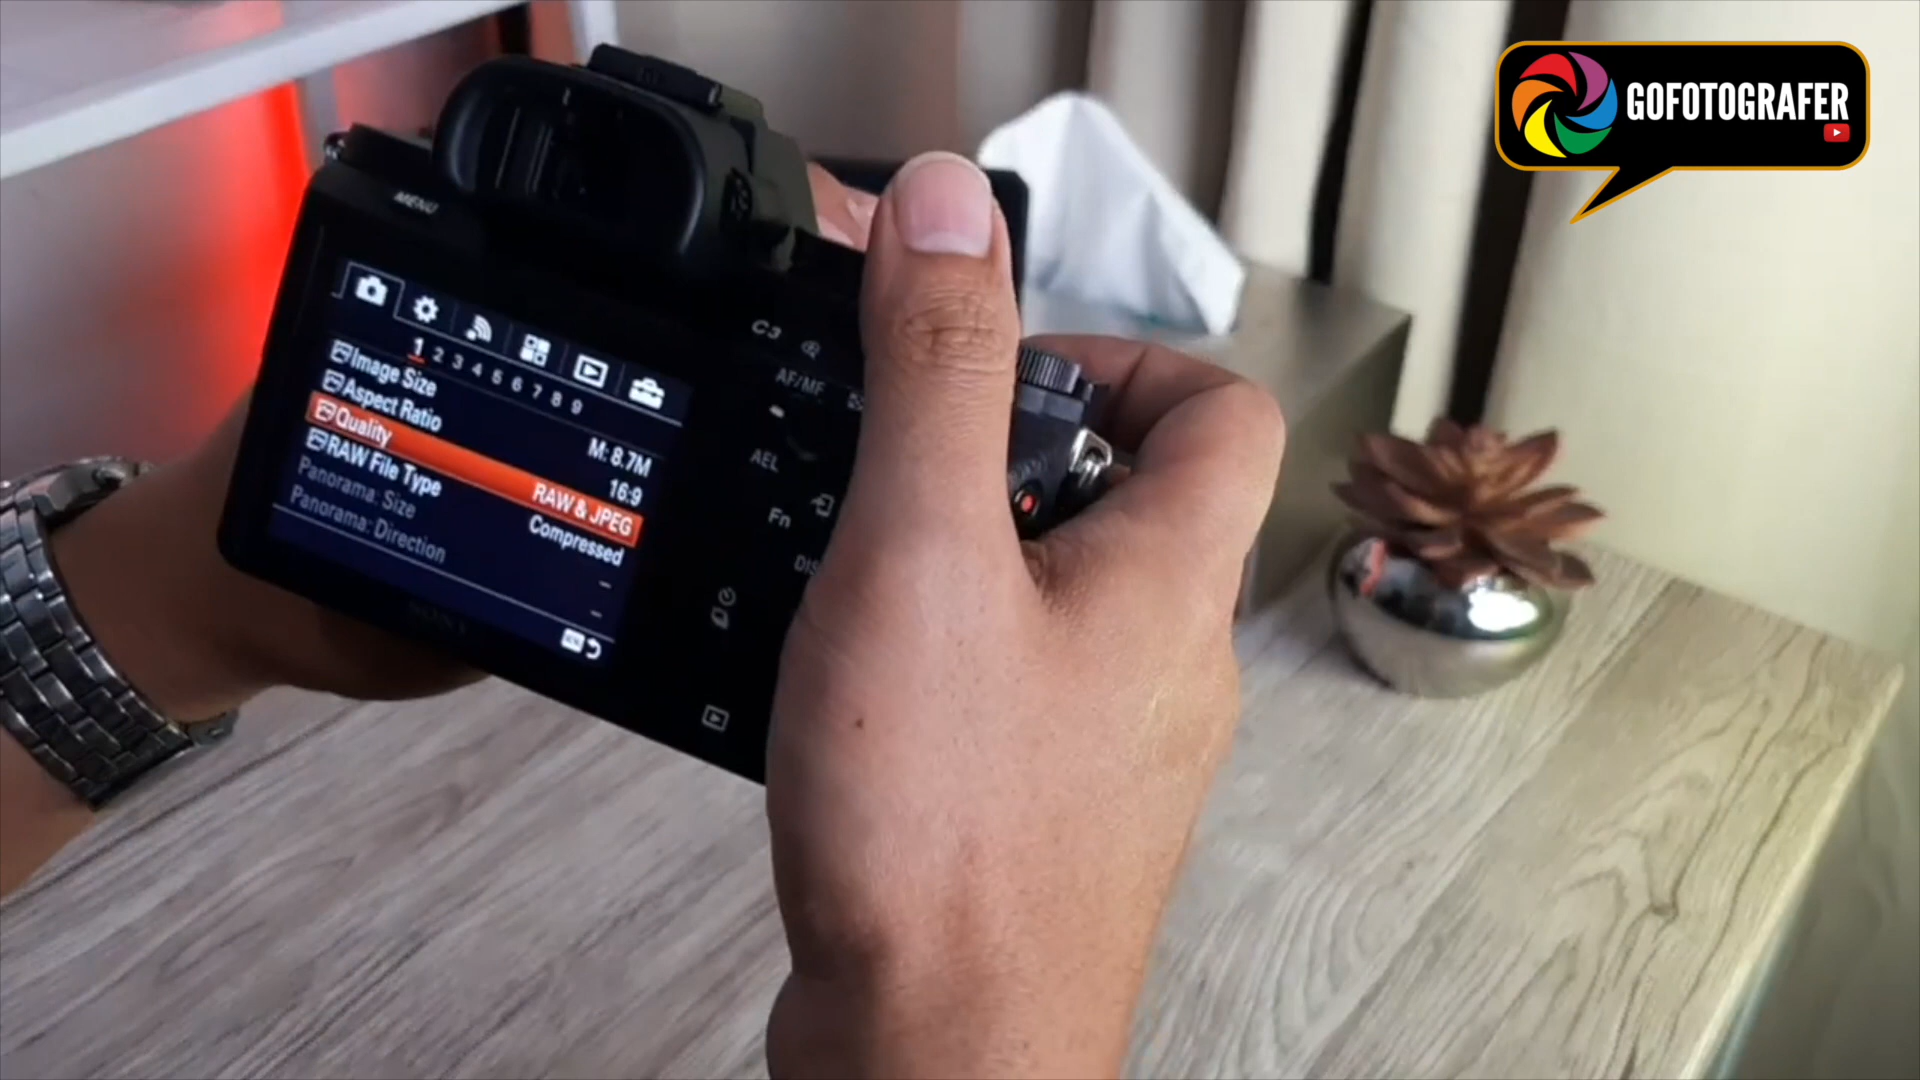 GOFOTOGRAFER
MENU
1 2 3 4 5 6 7 8 9
Image Size M: 8.7M
Aspect Ratio 16:9
Quality RAW & JPEG
RAW File Type Compressed
Panorama: Size –
Panorama: Direction –
C3
AF/MF
AEL
Fn